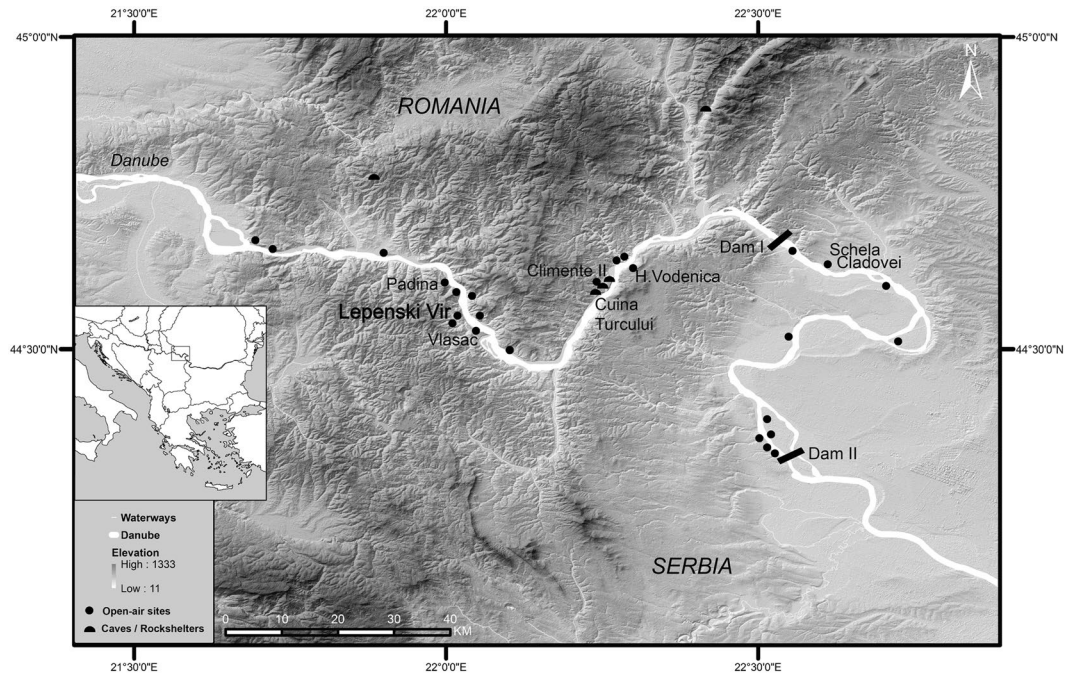 21°30'0"E
22°0'0"E
22°30'0"E
45°0'0"N
45°0'0"N
N
ROMANIA
Danube
Dam I
Schela
Cladovei
Climente II
H.Vodenica
Padina
Cuina
Turcului
Lepenski Vir
Vlasac
44°30'0"N
44°30'0"N
Dam II
SERBIA
Waterways
Danube
Elevation
High : 1333
Low : 11
Open-air sites
Caves / Rockshelters
0 10 20 30 40
KM
21°30'0"E
22°0'0"E
22°30'0"E